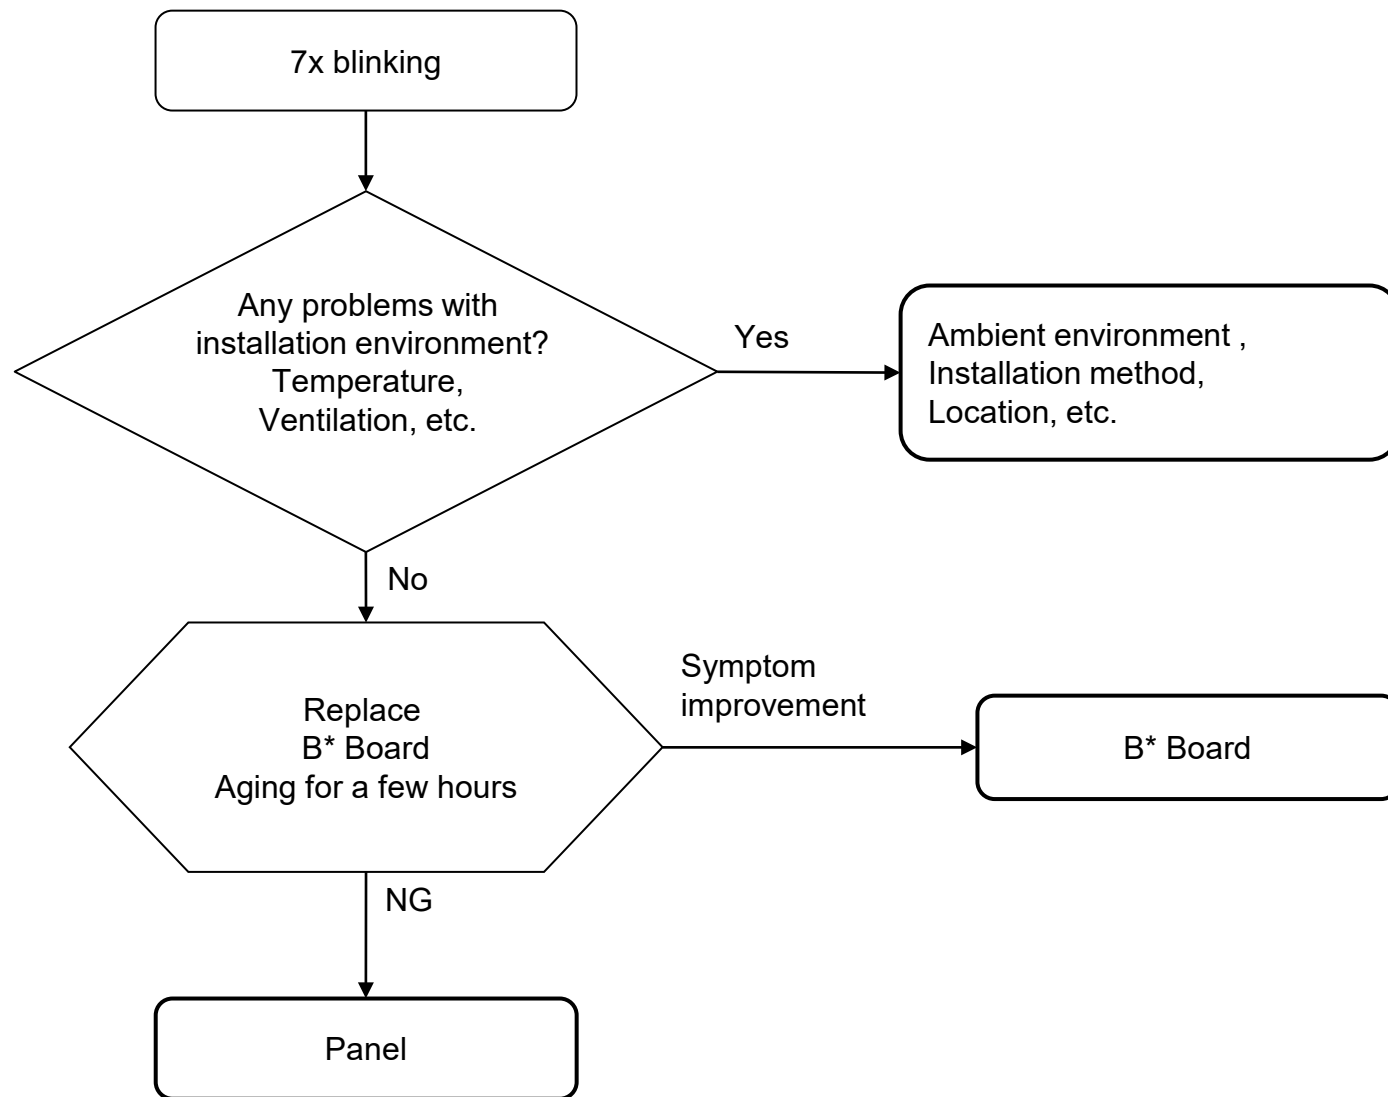 7x blinking
Any problems with
installation environment?
Temperature,
Ventilation, etc.
Yes
Ambient environment ,
Installation method,
Location, etc.
No
Replace
B* Board
Aging for a few hours
Symptom
improvement
B* Board
NG
Panel